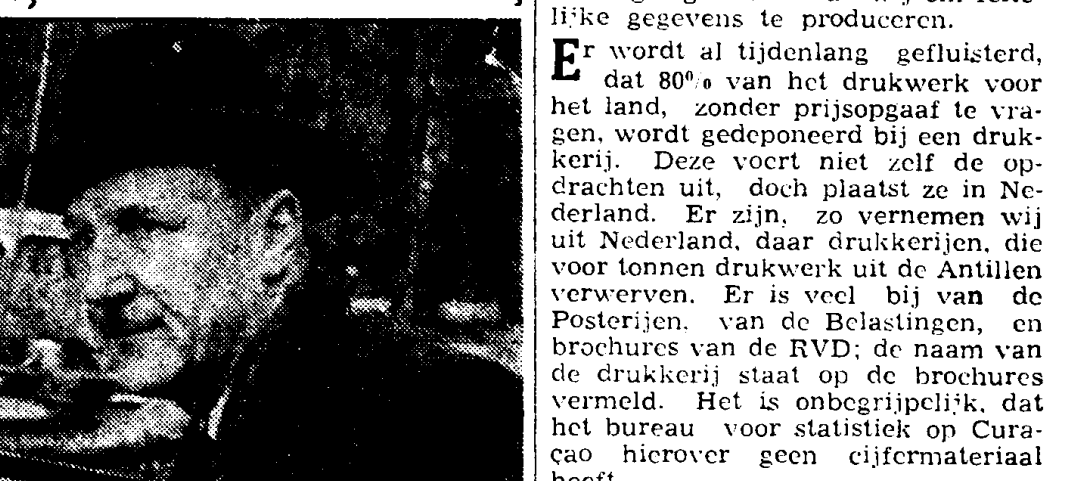 lijke gegevens te produceren.
Er wordt al tijdenlang gefluisterd,
dat 80% van het drukwerk voor
het land, zonder prijsopgaaf te vra-
gen, wordt gedeponeerd bij een druk-
kerij. Deze voert niet zelf de op-
drachten uit, doch plaatst ze in Ne-
derland. Er zijn, zo vernemen wij
uit Nederland, daar drukkerijen, die
voor tonnen drukwerk uit de Antillen
verwerven. Er is veel bij van de
Posterijen, van de Belastingen, en
brochures van de RVD; de naam van
de drukkerij staat op de brochures
vermeld. Het is onbegrijpelijk, dat
het bureau voor statistiek op Cura-
çao hierover geen cijfermateriaal